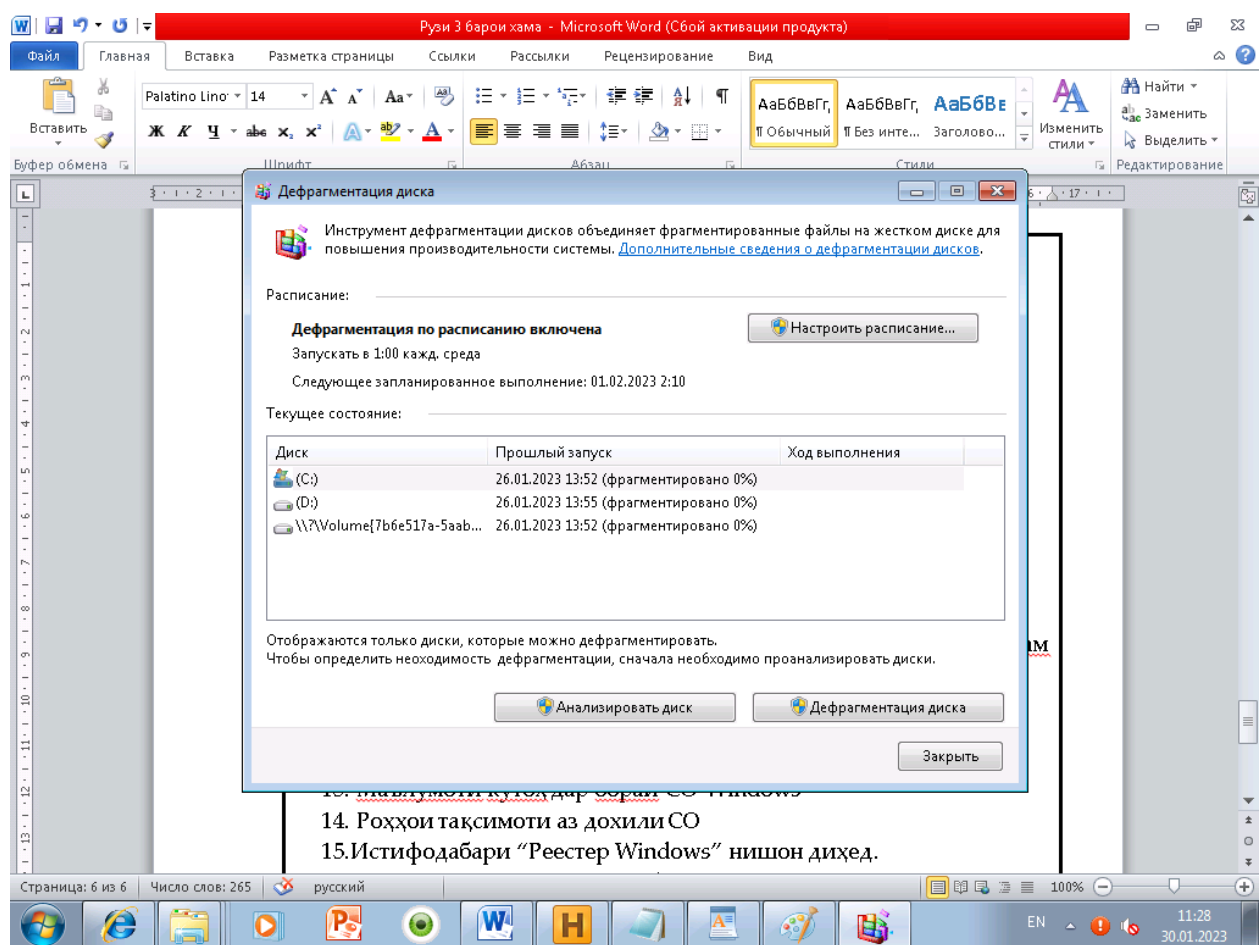 Рузи 3 барои хама - Microsoft Word (Сбой активации продукта)
Файл Главная Вставка Разметка страницы Ссылки Рассылки Рецензирование Вид
Вставить
Palatino Lino 14
АаБбВвГг, АаБбВвГг, АаБбВв
¶ Обычный ¶ Без инте... Заголово...
Изменить стили
Найти
Заменить
Выделить
Буфер обмена Шрифт Абзац Стили Редактирование
Дефрагментация диска
Инструмент дефрагментации дисков объединяет фрагментированные файлы на жестком диске для
повышения производительности системы. Дополнительные сведения о дефрагментации дисков.
Расписание:
Дефрагментация по расписанию включена
Настроить расписание...
Запускать в 1:00 кажд. среда
Следующее запланированное выполнение: 01.02.2023 2:10
Текущее состояние:
Диск Прошлый запуск Ход выполнения
(C:) 26.01.2023 13:52 (фрагментировано 0%)
(D:) 26.01.2023 13:55 (фрагментировано 0%)
\\?\Volume{7b6e517a-5aab... 26.01.2023 13:52 (фрагментировано 0%)
Отображаются только диски, которые можно дефрагментировать.
Чтобы определить неоходимость дефрагментации, сначала необходимо проанализировать диски.
Анализировать диск Дефрагментация диска
Закрыть
14. Роҳҳои тақсимоти аз дохили СО
15.Истифодабари “Реестер Windows” нишон диҳед.
Страница: 6 из 6 Число слов: 265 русский 100%
EN 11:28
30.01.2023